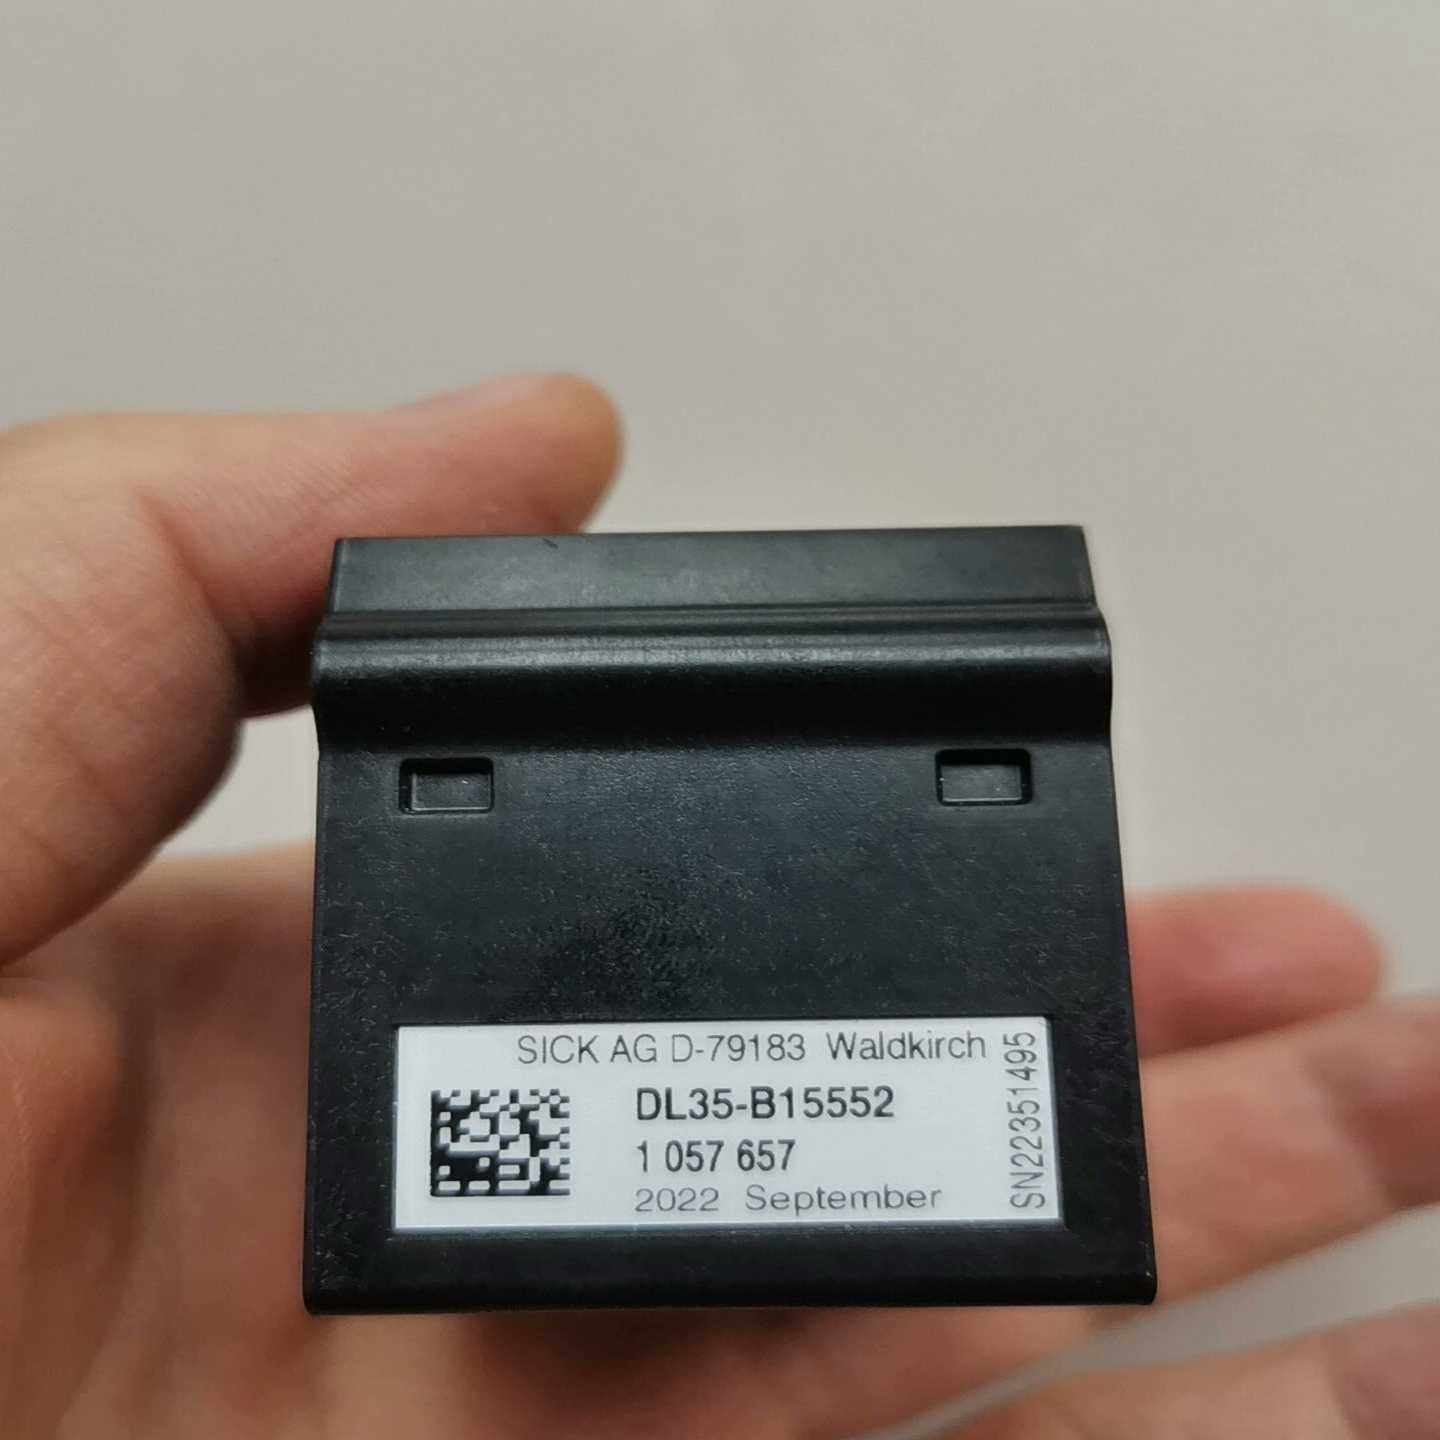 SICK AG D-79183 Waldkirch
DL35-B15552
1 057 657
2022 September
SN22351495